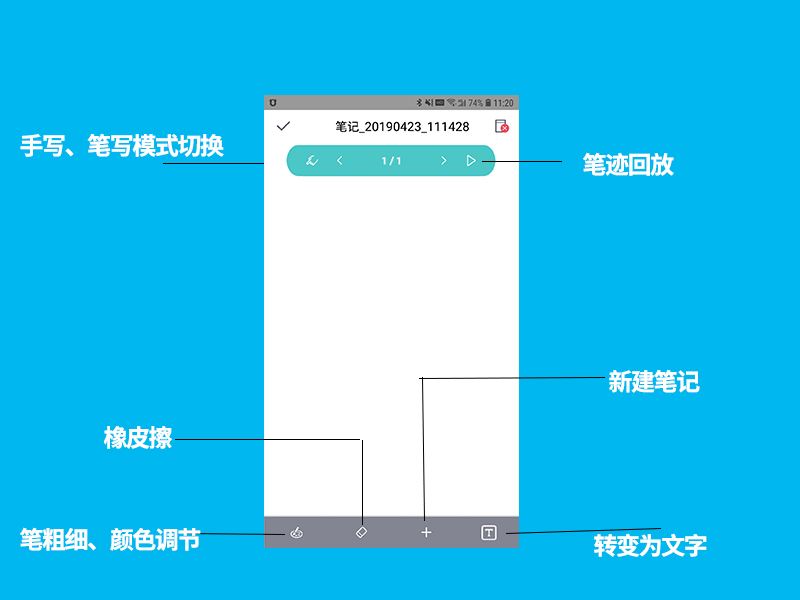 74% 11:20
笔记_20190423_111428
手写、笔写模式切换
1/1
笔迹回放
新建笔记
橡皮擦
笔粗细、颜色调节
T
转变为文字